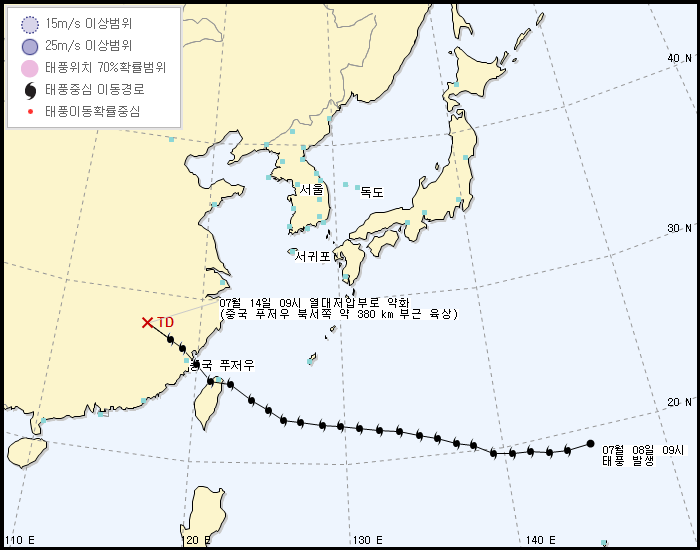 15m/s 이상범위
25m/s 이상범위
태풍위치 70%확률범위
태풍중심 이동경로
태풍이동확률중심
40 N
서울
독도
30 N
서귀포
07월 14일 09시 열대저압부로 약화
(중국 푸저우 북서쪽 약 380 km 부근 육상)
TD
중국 푸저우
20 N
07월 08일 09시
태풍 발생
110 E
120 E
130 E
140 E